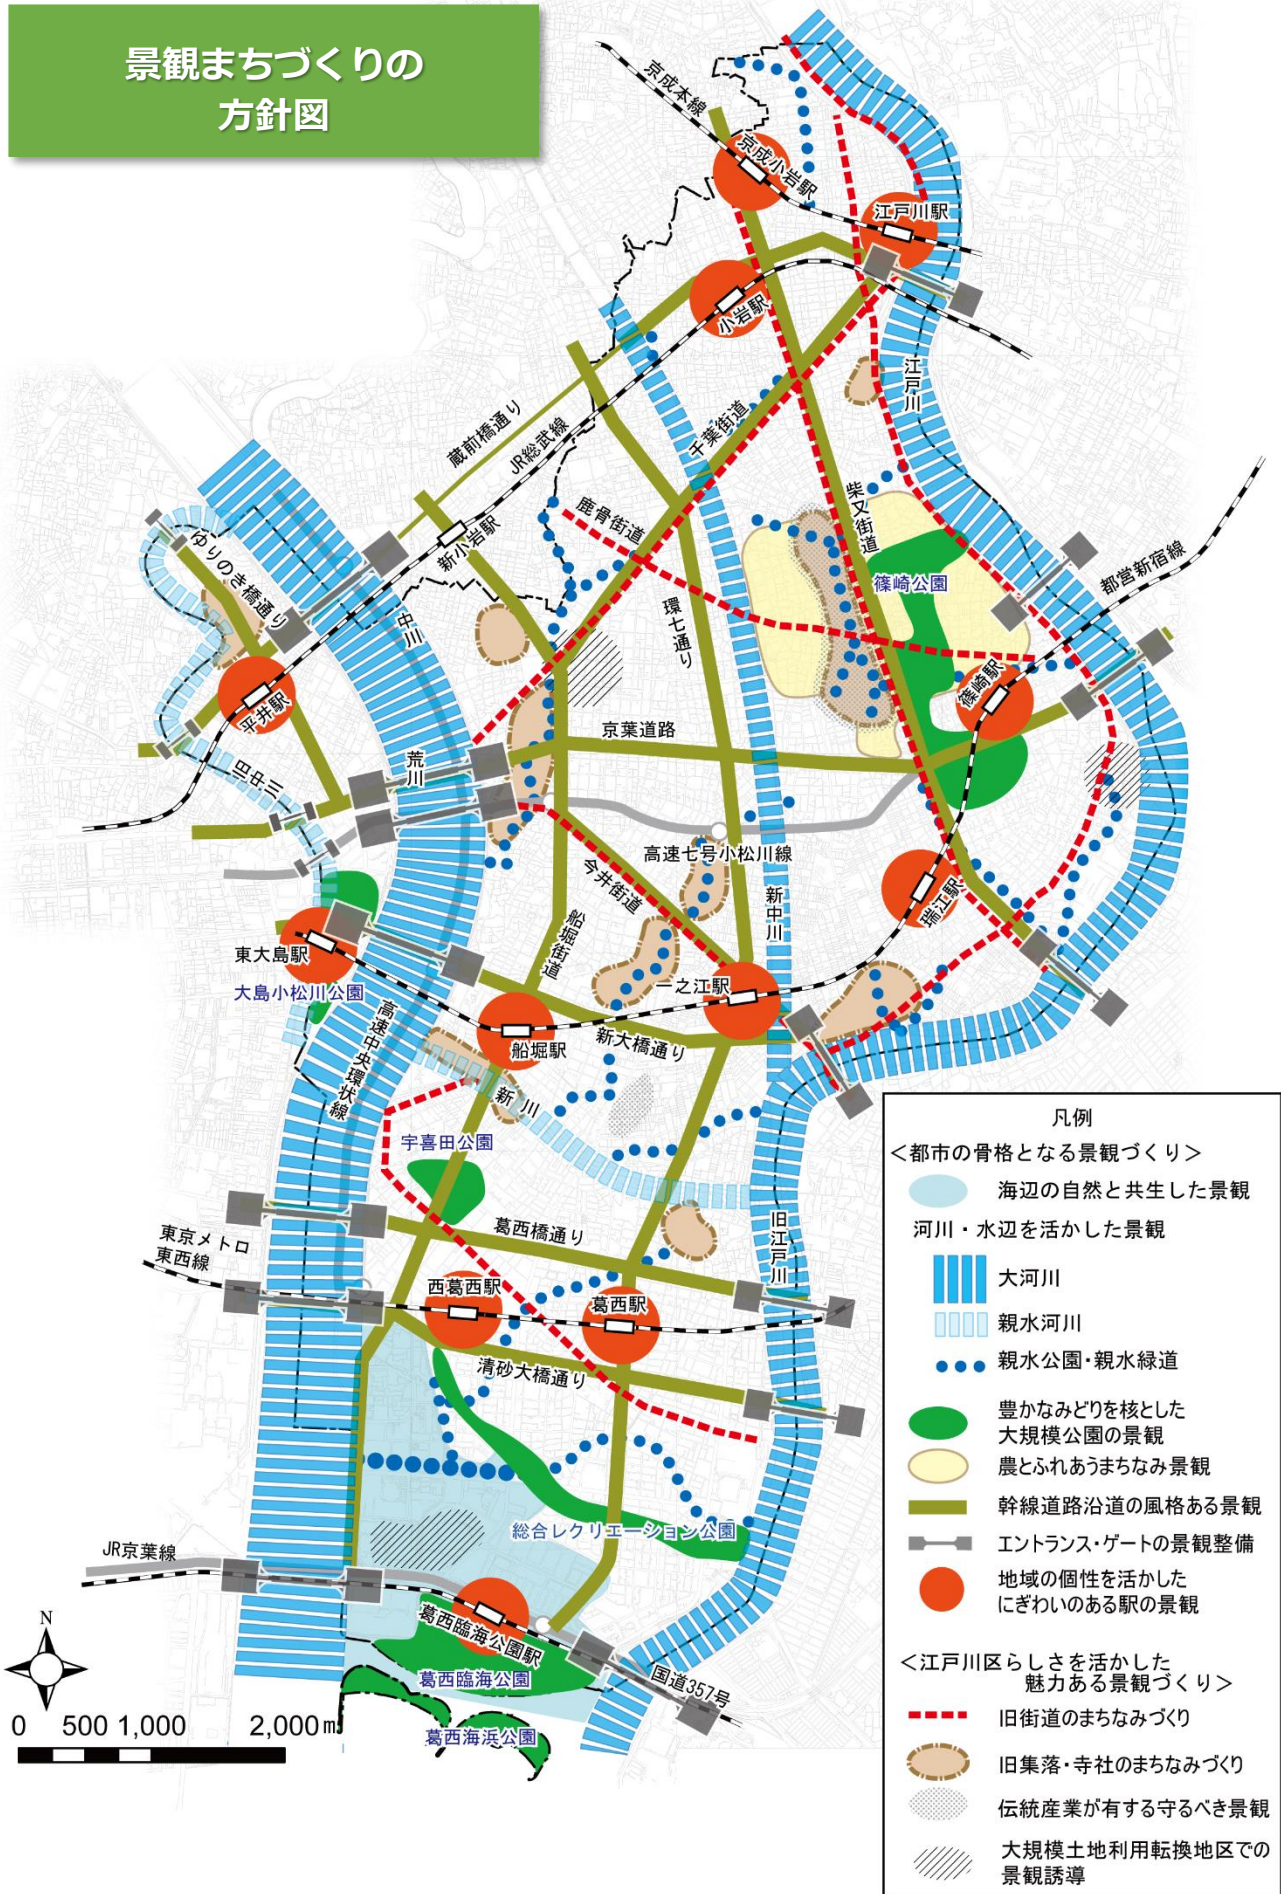 景観まちづくりの
方針図
京成本線
京成小岩駅
江戸川駅
小岩駅
江戸川
蔵前橋通り
JR総武線
千葉街道
新小岩駅
鹿骨街道
柴又街道
環七通り
都営新宿線
ゆりのき橋通り
中川
篠崎公園
篠崎駅
平井駅
京葉道路
荒川
旧中川
高速七号小松川線
今井街道
新中川
瑞江駅
船堀街道
東大島駅
一之江駅
大島小松川公園
高速中央環状線
船堀駅
新大橋通り
新川
宇喜田公園
旧江戸川
葛西橋通り
東京メトロ
東西線
西葛西駅
葛西駅
清砂大橋通り
総合レクリエーション公園
JR京葉線
葛西臨海公園駅
葛西臨海公園
国道357号
葛西海浜公園
N
0 500 1,000 2,000m
凡例
＜都市の骨格となる景観づくり＞
海辺の自然と共生した景観
河川・水辺を活かした景観
大河川
親水河川
親水公園・親水緑道
豊かなみどりを核とした
大規模公園の景観
農とふれあうまちなみ景観
幹線道路沿道の風格ある景観
エントランス・ゲートの景観整備
地域の個性を活かした
にぎわいのある駅の景観
＜江戸川区らしさを活かした
魅力ある景観づくり＞
旧街道のまちなみづくり
旧集落・寺社のまちなみづくり
伝統産業が有する守るべき景観
大規模土地利用転換地区での
景観誘導